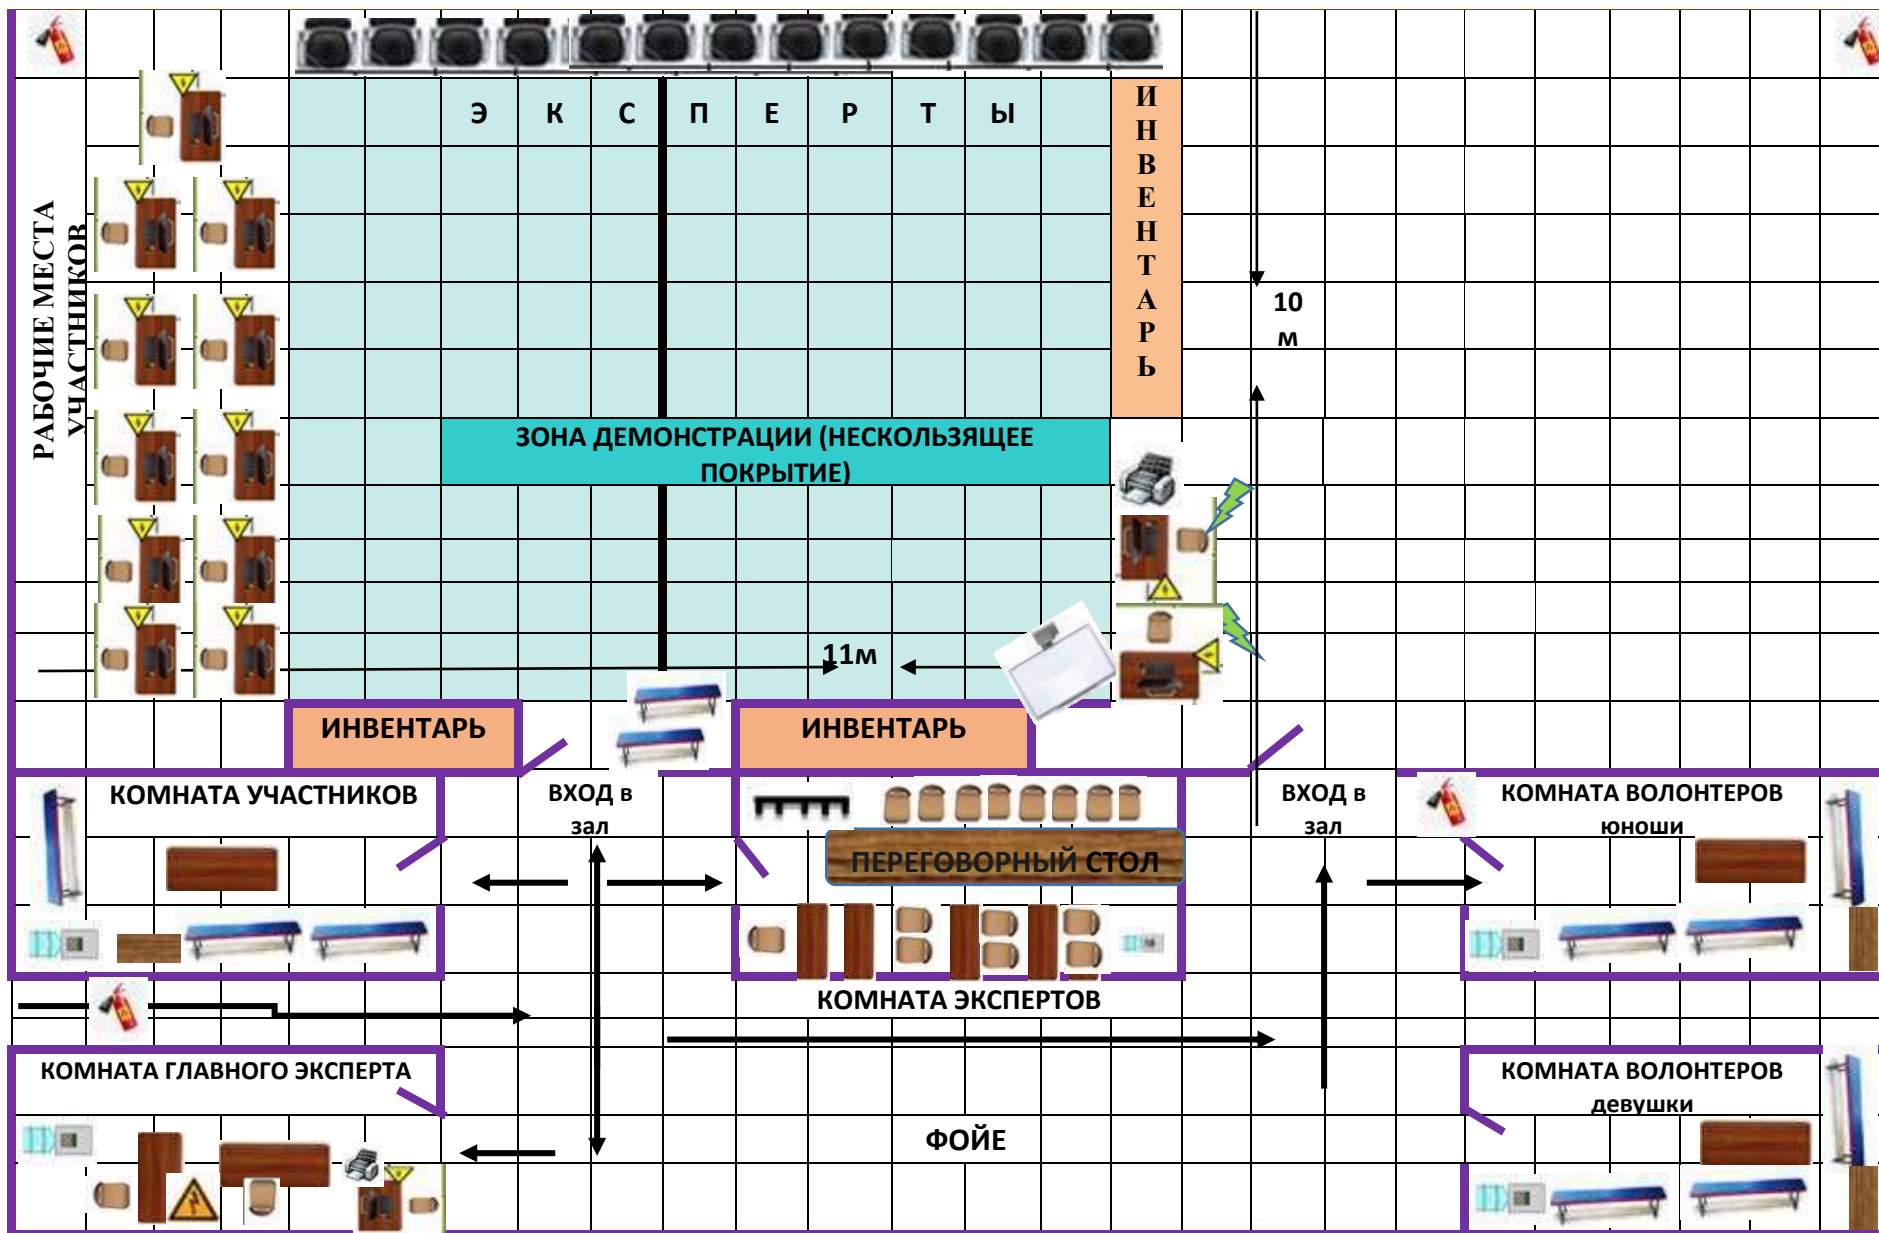 Э К С П Е Р Т Ы
ИНВЕНТАРЬ
РАБОЧИЕ МЕСТА
УЧАСТНИКОВ
10
м
ЗОНА ДЕМОНСТРАЦИИ (НЕСКОЛЬЗЯЩЕЕ
ПОКРЫТИЕ)
11м
ИНВЕНТАРЬ
ИНВЕНТАРЬ
КОМНАТА УЧАСТНИКОВ
ВХОД в
зал
ПЕРЕГОВОРНЫЙ СТОЛ
ВХОД в
зал
КОМНАТА ВОЛОНТЕРОВ
юноши
КОМНАТА ЭКСПЕРТОВ
КОМНАТА ГЛАВНОГО ЭКСПЕРТА
ФОЙЕ
КОМНАТА ВОЛОНТЕРОВ
девушки